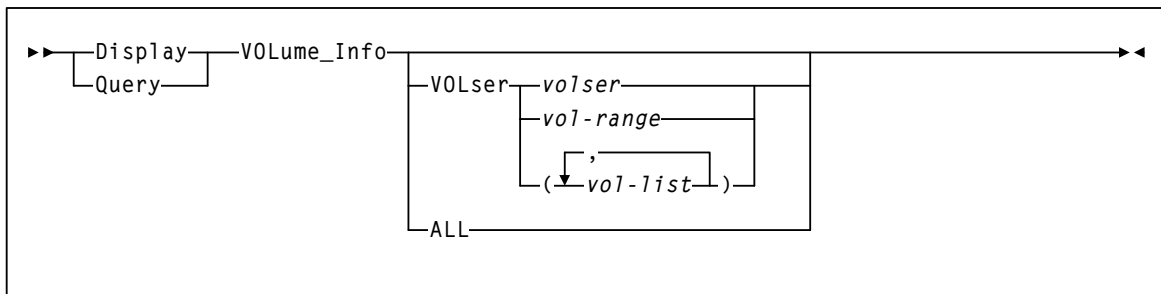 Display VOLume_Info
Query VOLser volser
vol-range
,
( vol-list )
ALL